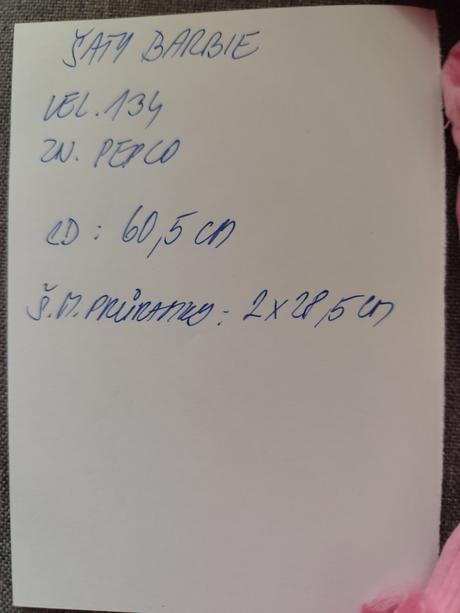 ŠATY BARBIE
VEL. 134
ZN. PEPCO
CD: 60,5 cm
Š.M. PRŮRAMKY: 2x28,5 cm